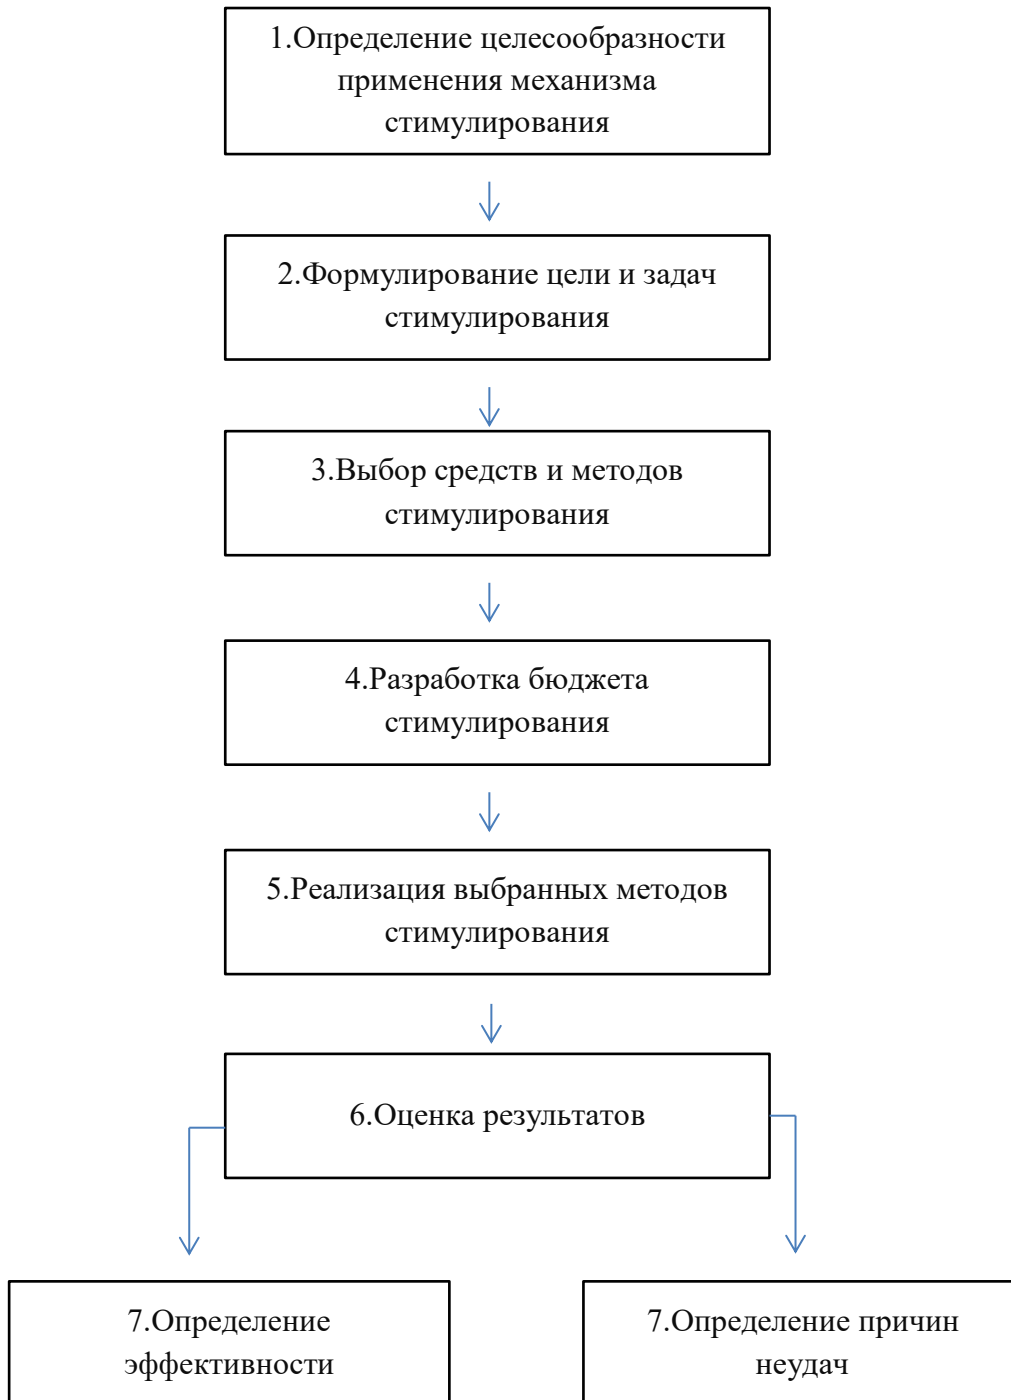 1.Определение целесообразности
применения механизма
стимулирования
2.Формулирование цели и задач
стимулирования
3.Выбор средств и методов
стимулирования
4.Разработка бюджета
стимулирования
5.Реализация выбранных методов
стимулирования
6.Оценка результатов
7.Определение
эффективности
7.Определение причин
неудач